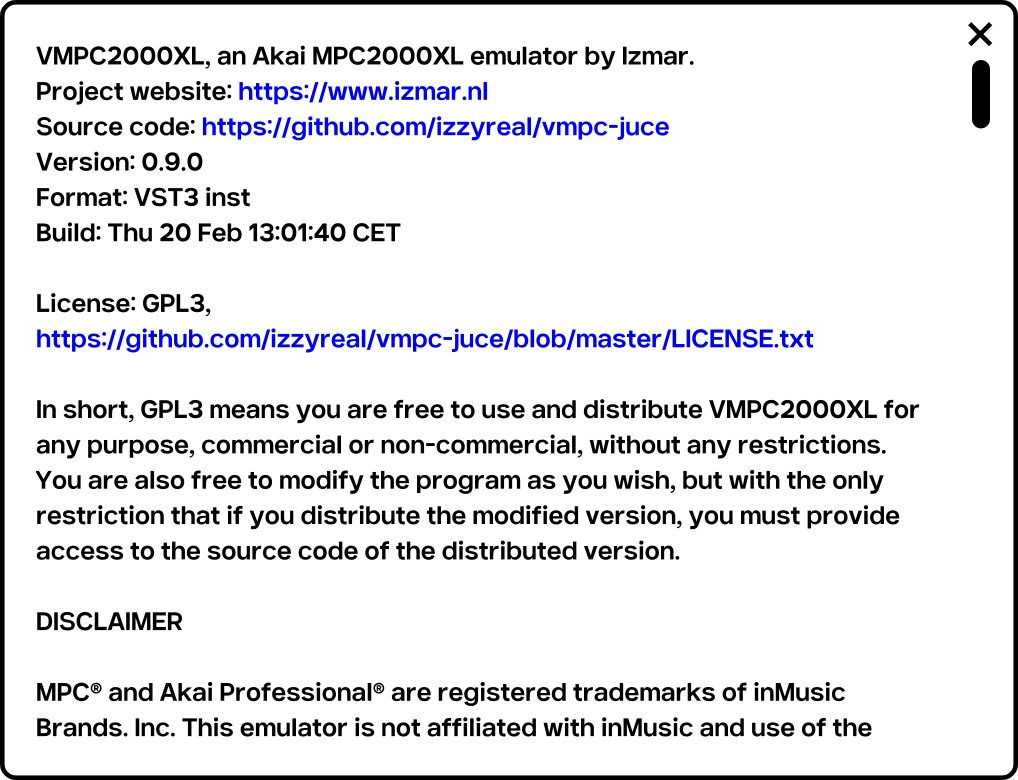 VMPC2000XL, an Akai MPC2000XL emulator by Izmar.
Project website: https://www.izmar.nl
Source code: https://github.com/izzyreal/vmpc-juce
Version: 0.9.0
Format: VST3 inst
Build: Thu 20 Feb 13:01:40 CET
License: GPL3,
https://github.com/izzyreal/vmpc-juce/blob/master/LICENSE.txt
In short, GPL3 means you are free to use and distribute VMPC2000XL for
any purpose, commercial or non-commercial, without any restrictions.
You are also free to modify the program as you wish, but with the only
restriction that if you distribute the modified version, you must provide
access to the source code of the distributed version.
DISCLAIMER
MPC® and Akai Professional® are registered trademarks of inMusic
Brands. Inc. This emulator is not affiliated with inMusic and use of the